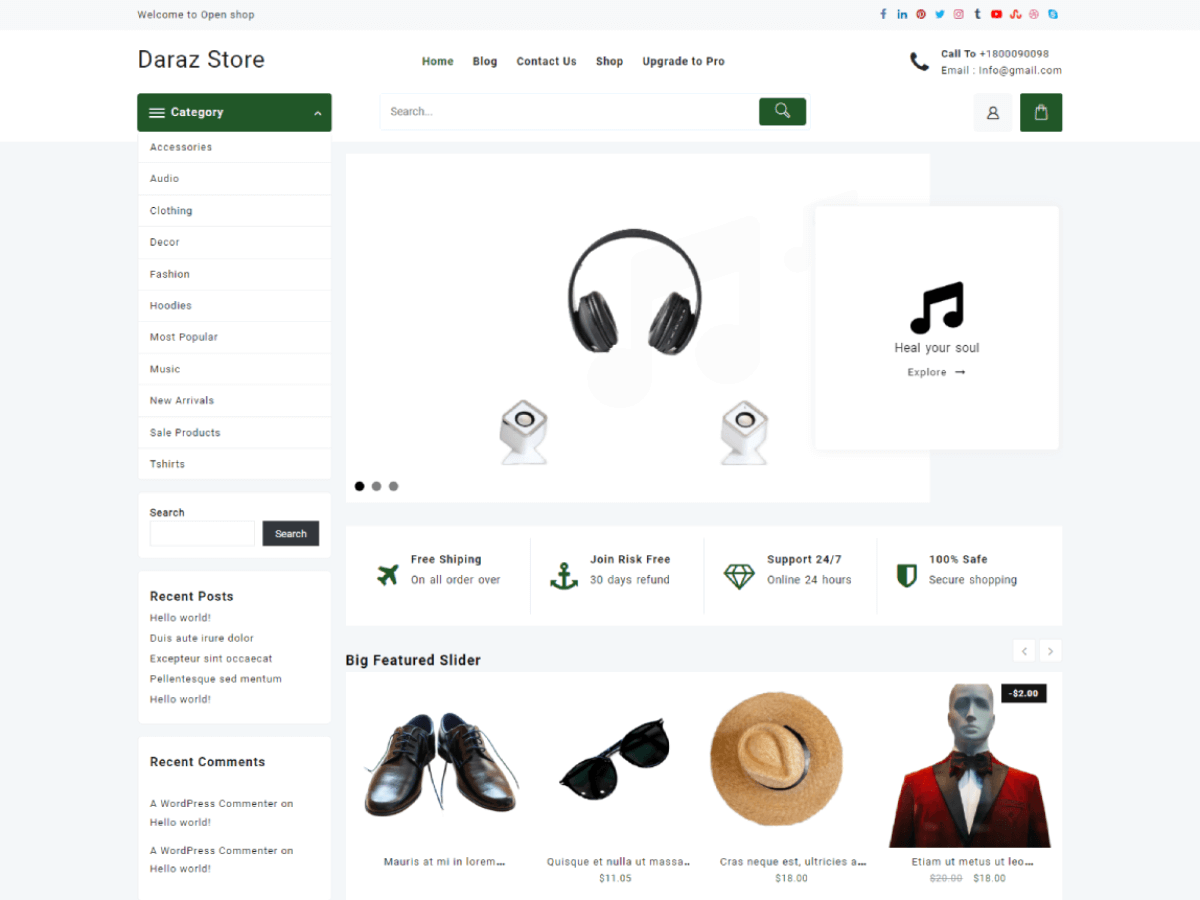 Welcome to Open shop
Daraz Store
Home Blog Contact Us Shop Upgrade to Pro
Call To +1800090098
Email : Info@gmail.com
Category
Search...
Accessories
Audio
Clothing
Decor
Fashion
Hoodies
Most Popular
Music
New Arrivals
Sale Products
Tshirts
Heal your soul
Explore →
Search
Search
Free Shiping
On all order over
Join Risk Free
30 days refund
Support 24/7
Online 24 hours
100% Safe
Secure shopping
Recent Posts
Hello world!
Duis aute irure dolor
Excepteur sint occaecat
Pellentesque sed mentum
Hello world!
Recent Comments
A WordPress Commenter on
Hello world!
A WordPress Commenter on
Hello world!
Big Featured Slider
-$2.00
Mauris at mi in lorem...
Quisque et nulla ut massa..
$11.05
Cras neque est, ultricies a...
$18.00
Etiam ut metus ut leo...
$20.00 $18.00